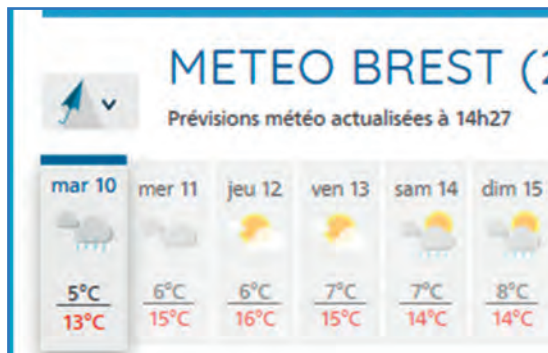 METEO BREST (2
Prévisions météo actualisées à 14h27
mar 10 mer 11 jeu 12 ven 13 sam 14 dim 15
5°C 6°C 6°C 7°C 7°C 8°C
13°C 15°C 16°C 15°C 14°C 14°C